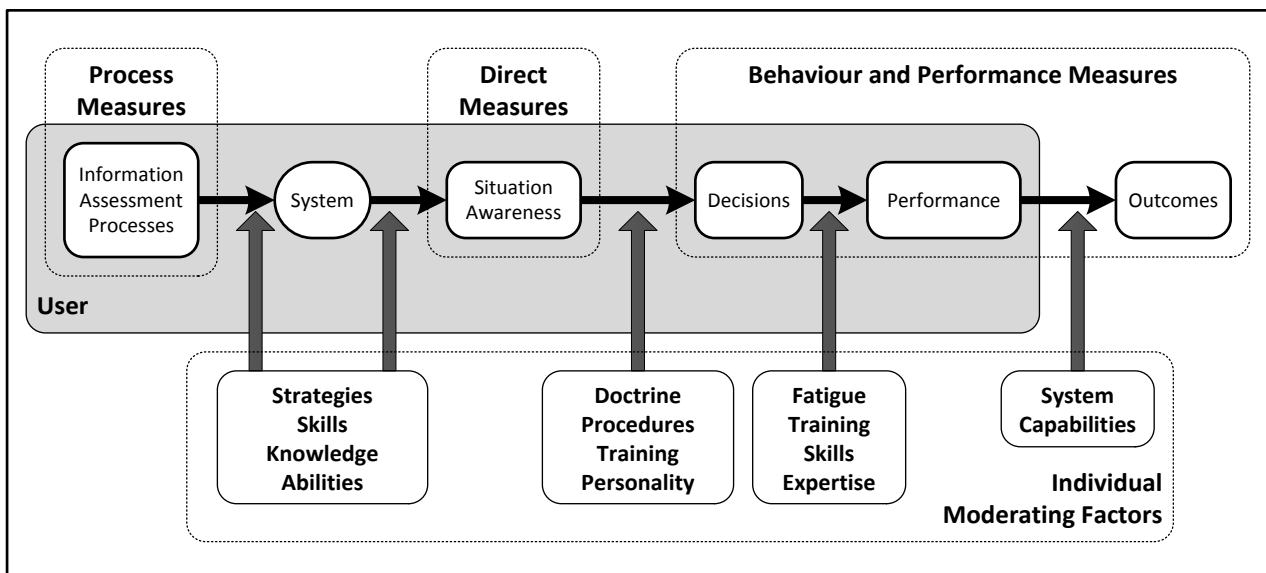 Process
Measures
Direct
Measures
Behaviour and Performance Measures
Information
Assessment
Processes
System
Situation
Awareness
Decisions
Performance
Outcomes
User
Strategies
Skills
Knowledge
Abilities
Doctrine
Procedures
Training
Personality
Fatigue
Training
Skills
Expertise
System
Capabilities
Individual
Moderating Factors